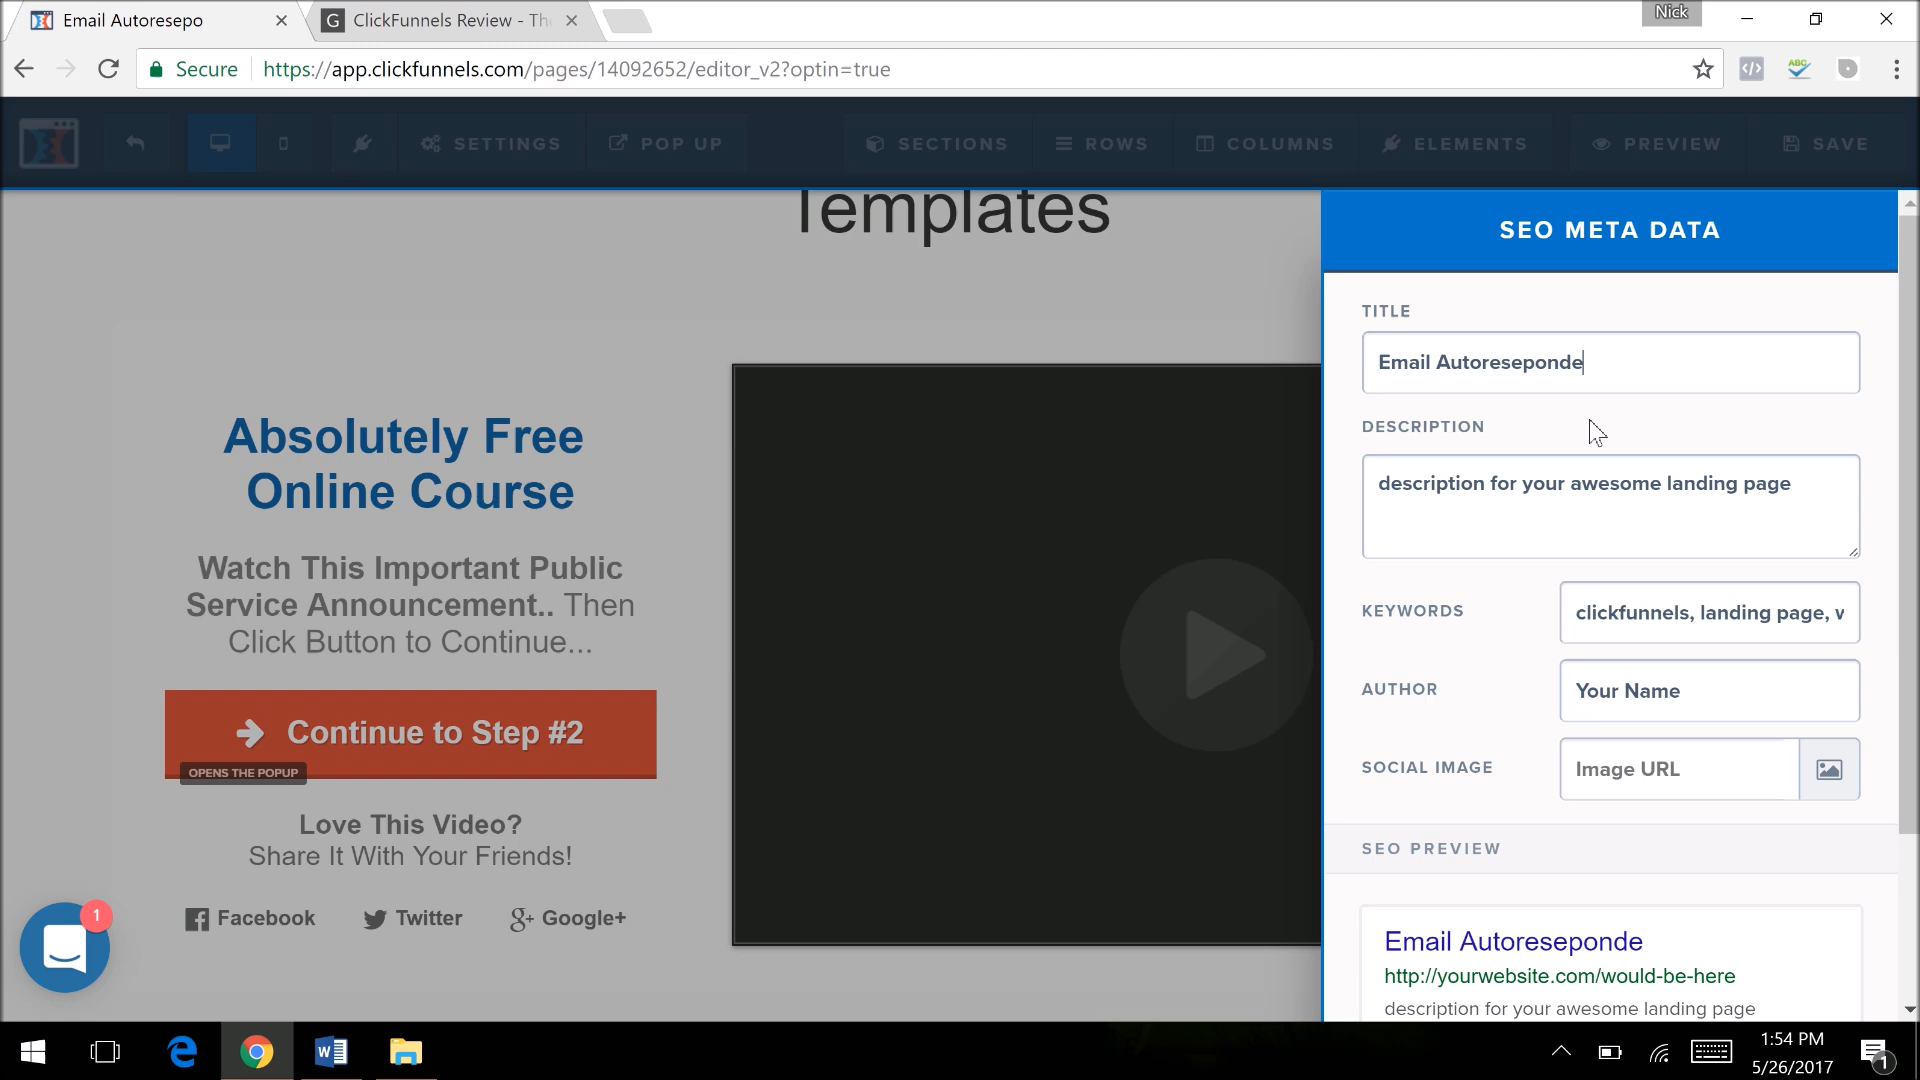 Email Autoresepo
ClickFunnels Review - Th
Nick
Secure
https://app.clickfunnels.com/pages/14092652/editor_v2?optin=true
ABC
SETTINGS
POP UP
SECTIONS
ROWS
COLUMNS
ELEMENTS
PREVIEW
SAVE
Templates
Absolutely Free
Online Course
Watch This Important Public
Service Announcement.. Then
Click Button to Continue...
Continue to Step #2
OPENS THE POPUP
Love This Video?
Share It With Your Friends!
Facebook
Twitter
Google+
1
SEO META DATA
TITLE
Email Autoreseponde
DESCRIPTION
description for your awesome landing page
KEYWORDS
clickfunnels, landing page, v
AUTHOR
Your Name
SOCIAL IMAGE
Image URL
SEO PREVIEW
Email Autoreseponde
http://yourwebsite.com/would-be-here
description for your awesome landing page
1:54 PM
5/26/2017
1